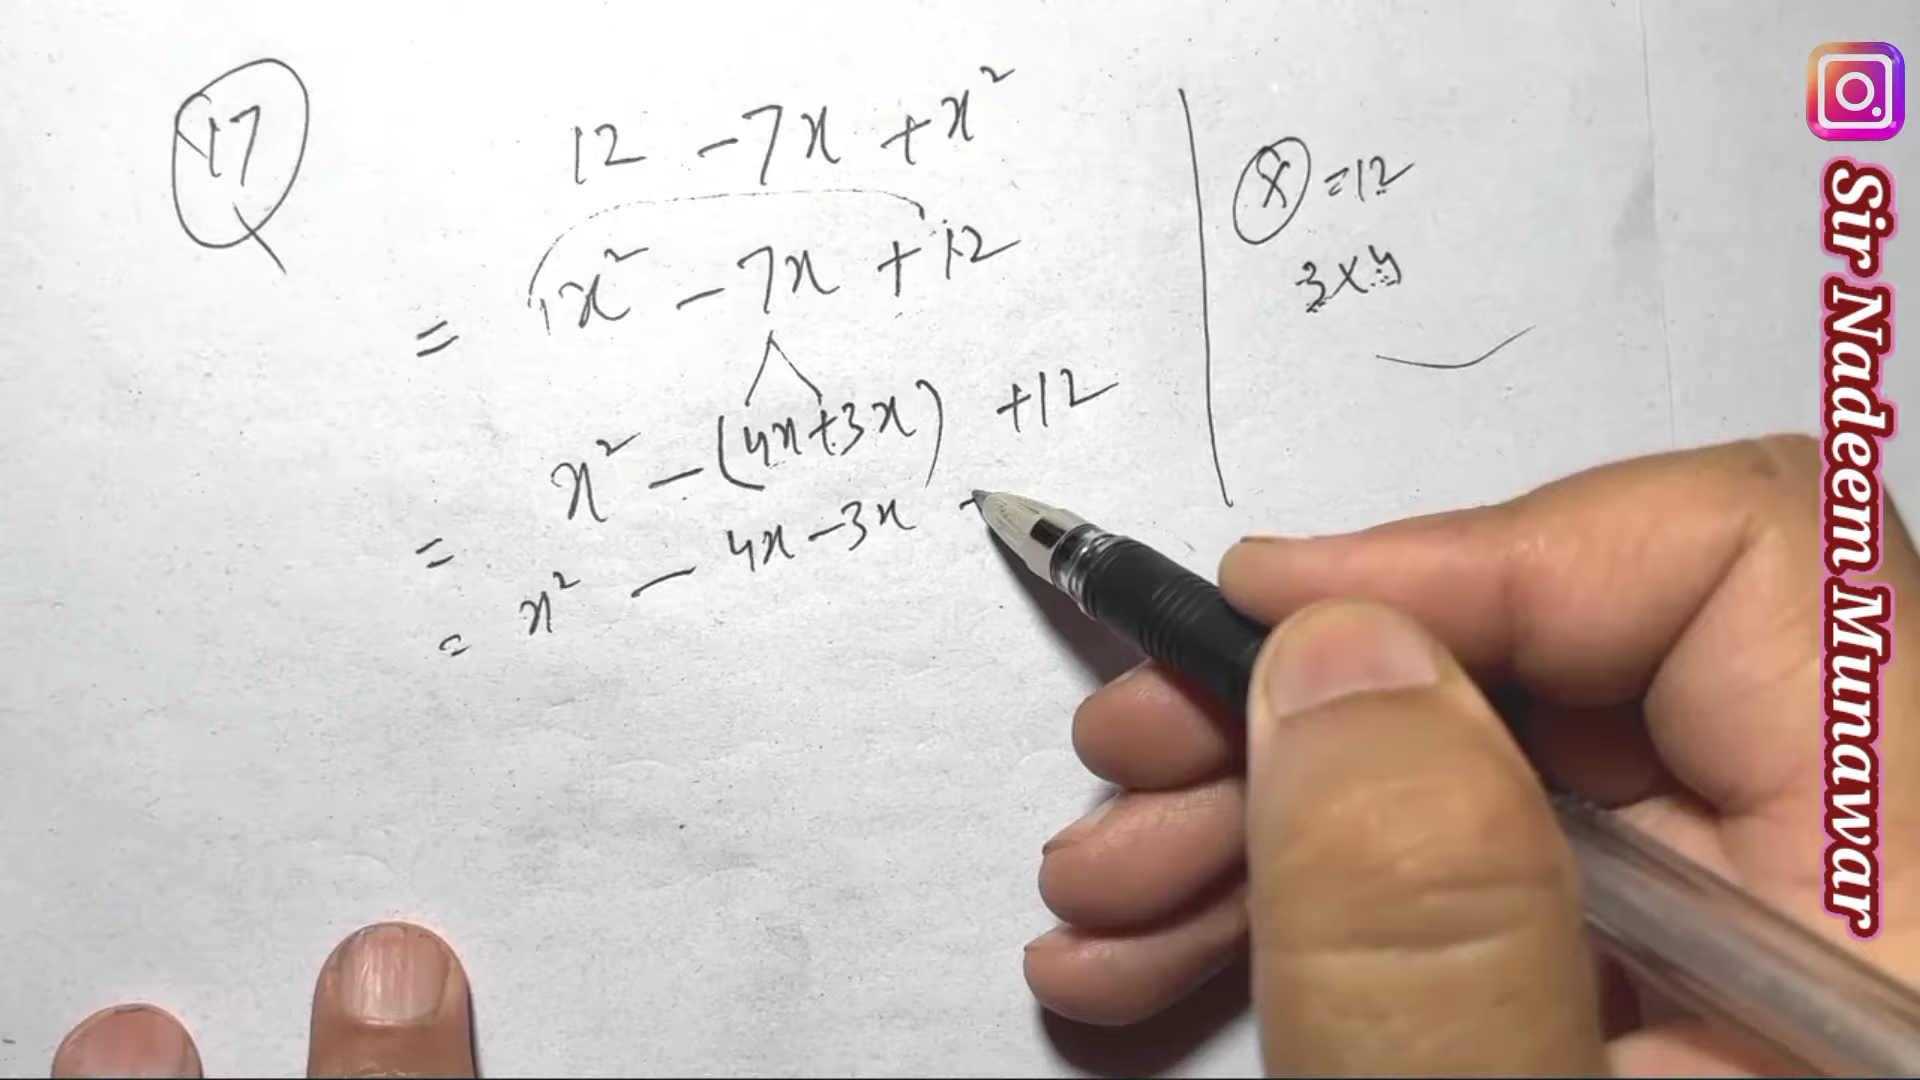 17
12 - 7x + x²
= 1x² - 7x + 12
= x² - (4x+3x) + 12
= x² - 4x - 3x -
× = 12
3 × 4
Sir Nadeem Munawar